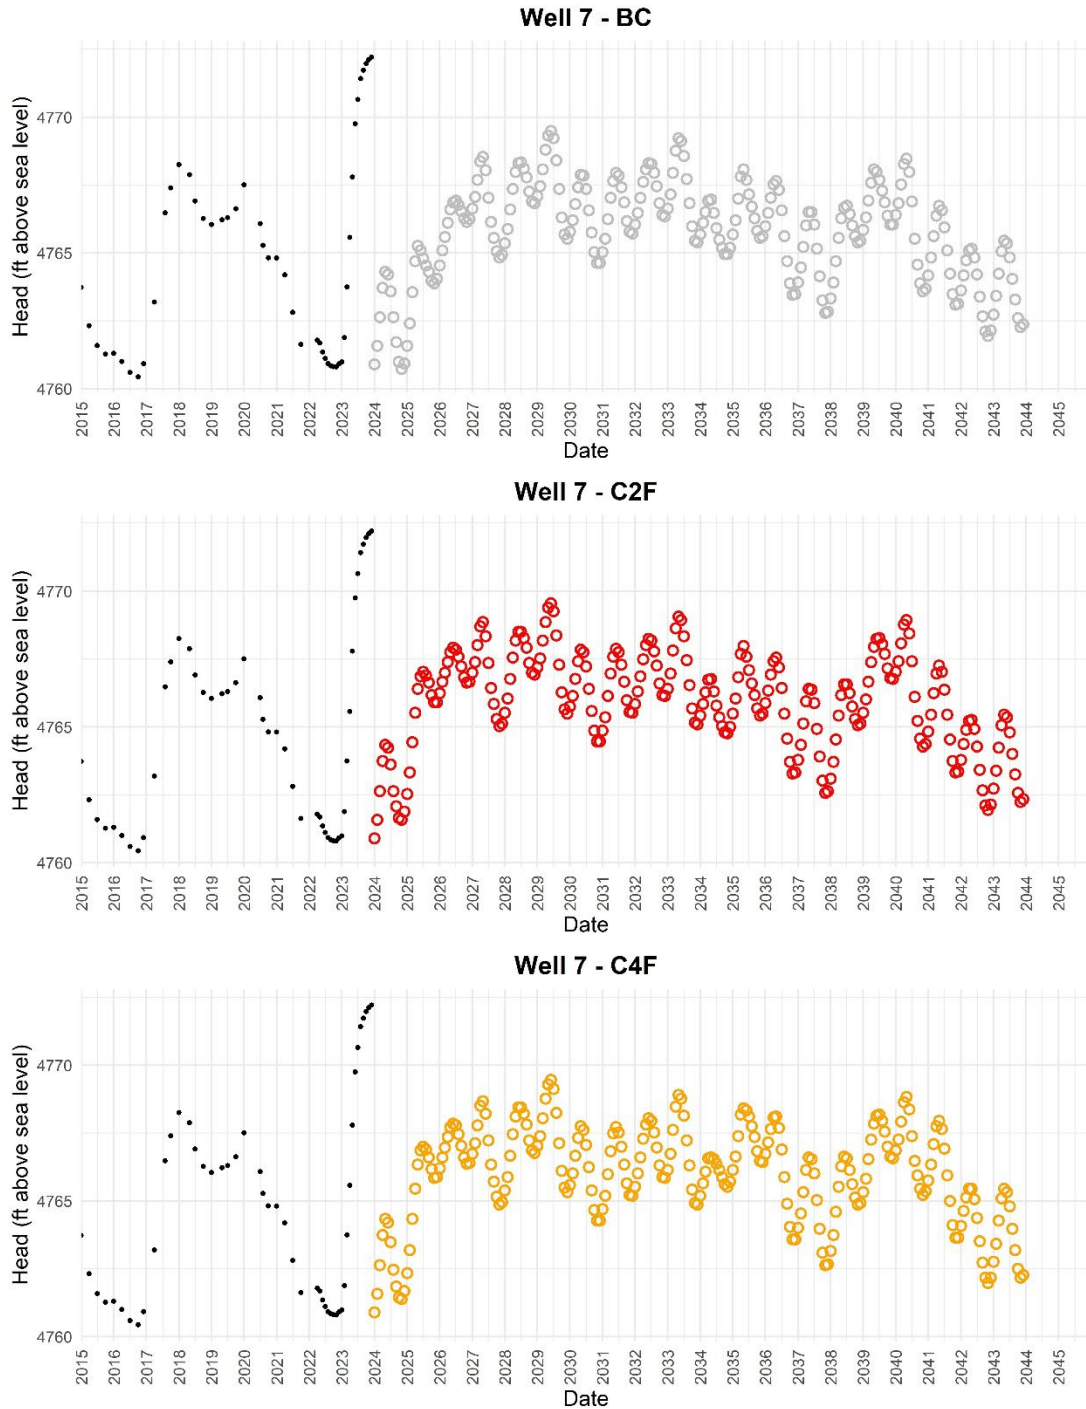 Well 7 - BC
Head (ft above sea level)
4770
4765
4760
2015 2016 2017 2018 2019 2020 2021 2022 2023 2024 2025 2026 2027 2028 2029 2030 2031 2032 2033 2034 2035 2036 2037 2038 2039 2040 2041 2042 2043 2044 2045
Date
Well 7 - C2F
Head (ft above sea level)
4770
4765
4760
2015 2016 2017 2018 2019 2020 2021 2022 2023 2024 2025 2026 2027 2028 2029 2030 2031 2032 2033 2034 2035 2036 2037 2038 2039 2040 2041 2042 2043 2044 2045
Date
Well 7 - C4F
Head (ft above sea level)
4770
4765
4760
2015 2016 2017 2018 2019 2020 2021 2022 2023 2024 2025 2026 2027 2028 2029 2030 2031 2032 2033 2034 2035 2036 2037 2038 2039 2040 2041 2042 2043 2044 2045
Date